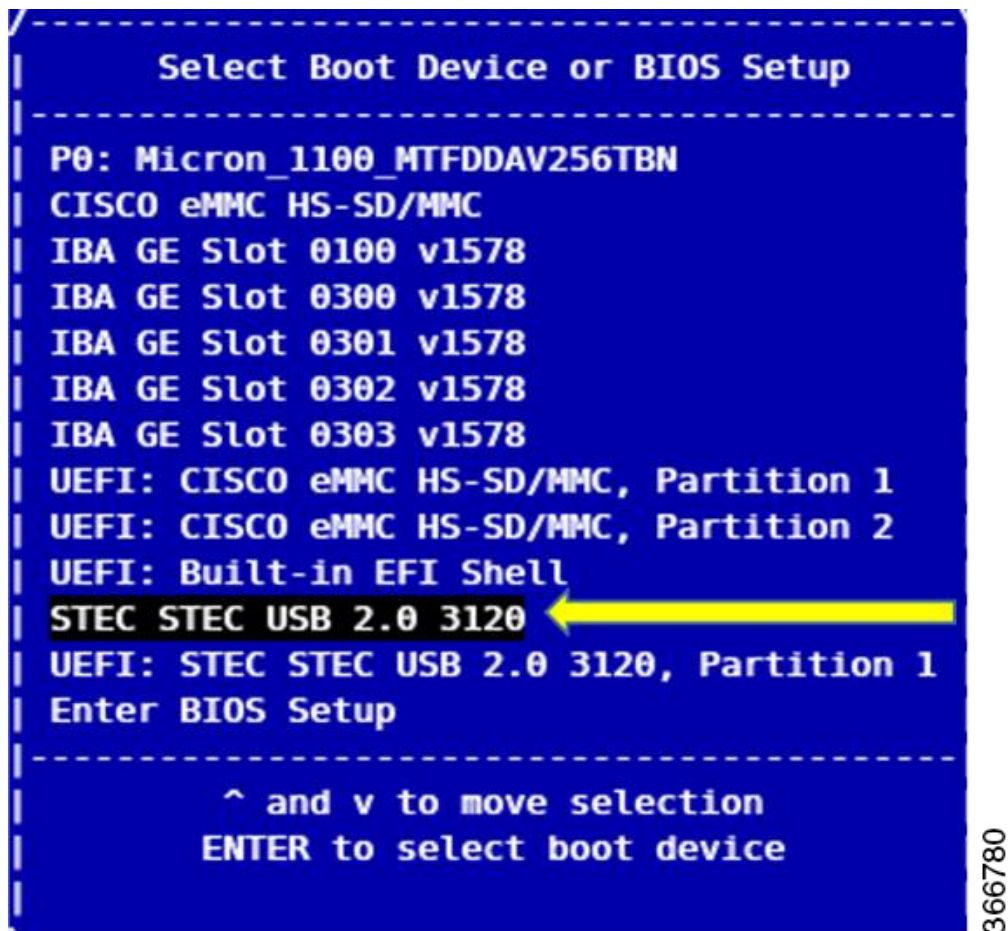 Select Boot Device or BIOS Setup
P0: Micron_1100_MTFDDAV256TBN
CISCO eMMC HS-SD/MMC
IBA GE Slot 0100 v1578
IBA GE Slot 0300 v1578
IBA GE Slot 0301 v1578
IBA GE Slot 0302 v1578
IBA GE Slot 0303 v1578
UEFI: CISCO eMMC HS-SD/MMC, Partition 1
UEFI: CISCO eMMC HS-SD/MMC, Partition 2
UEFI: Built-in EFI Shell
STEC STEC USB 2.0 3120
UEFI: STEC STEC USB 2.0 3120, Partition 1
Enter BIOS Setup
^ and v to move selection
ENTER to select boot device
366780